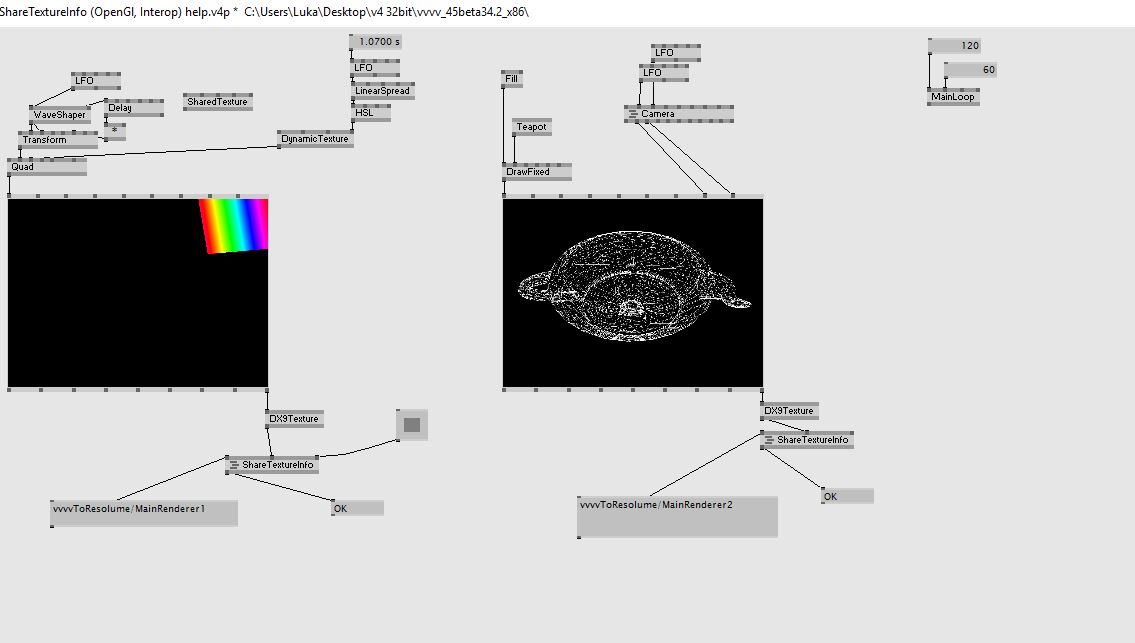 ShareTextureInfo (OpenGl, Interop) help.v4p * C:\Users\Luka\Desktop\v4 32bit\vvvv_45beta34.2_x86\
1.0700 s
LFO
LinearSpread
HSL
LFO
WaveShaper
Delay
*
SharedTexture
Transform
DynamicTexture
Quad
DX9Texture
ShareTextureInfo
vvvvToResolume/MainRenderer1
OK
Fill
Teapot
DrawFixed
LFO
LFO
Camera
DX9Texture
ShareTextureInfo
vvvvToResolume/MainRenderer2
OK
120
60
MainLoop